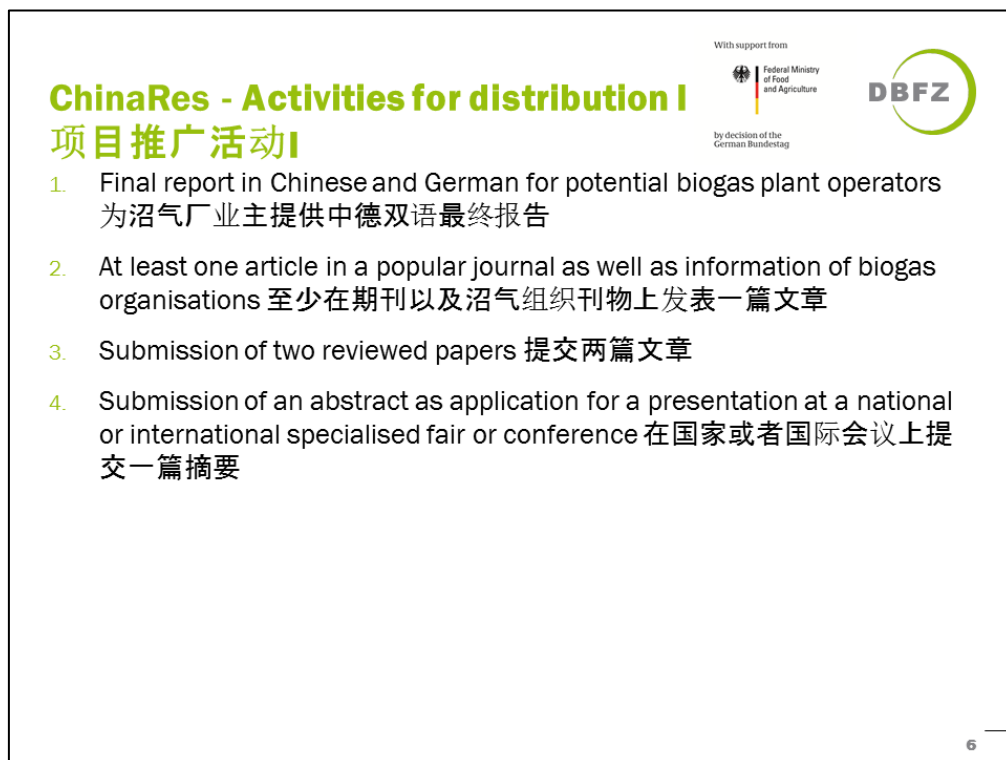 With support from
Federal Ministry
of Food
and Agriculture
by decision of the
German Bundestag
DBFZ
ChinaRes - Activities for distribution I
项目推广活动I
1. Final report in Chinese and German for potential biogas plant operators
为沼气厂业主提供中德双语最终报告
2. At least one article in a popular journal as well as information of biogas
organisations 至少在期刊以及沼气组织刊物上发表一篇文章
3. Submission of two reviewed papers 提交两篇文章
4. Submission of an abstract as application for a presentation at a national
or international specialised fair or conference 在国家或者国际会议上提
交一篇摘要
6